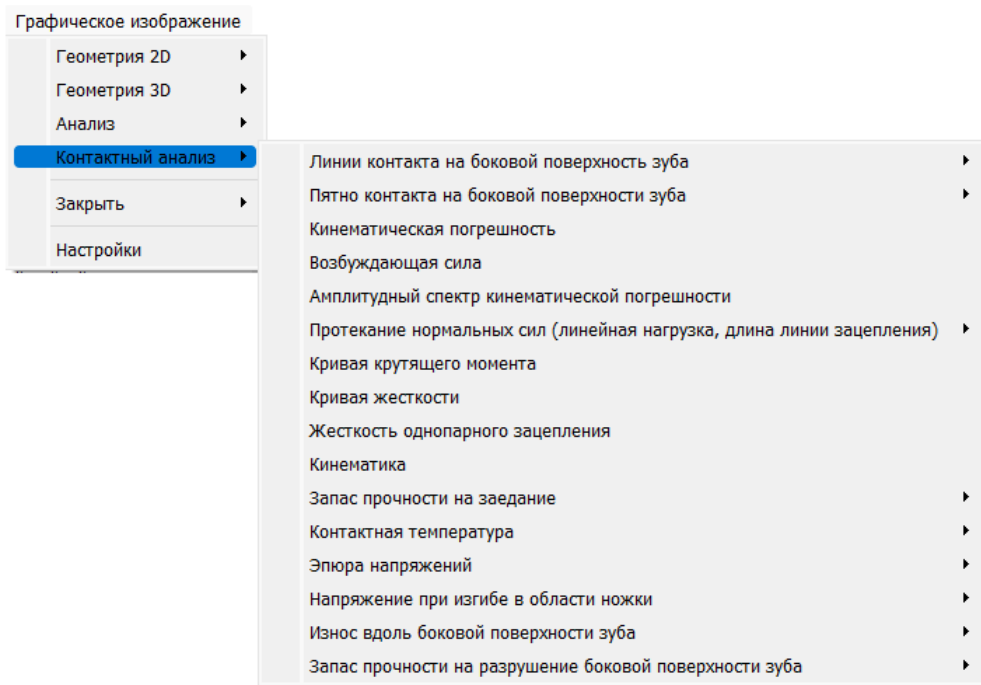 Графическое изображение
Геометрия 2D
Геометрия 3D
Анализ
Контактный анализ
Закрыть
Настройки
Линии контакта на боковой поверхность зуба
Пятно контакта на боковой поверхности зуба
Кинематическая погрешность
Возбуждающая сила
Амплитудный спектр кинематической погрешности
Протекание нормальных сил (линейная нагрузка, длина линии зацепления)
Кривая крутящего момента
Кривая жесткости
Жесткость однопарного зацепления
Кинематика
Запас прочности на заедание
Контактная температура
Эпюра напряжений
Напряжение при изгибе в области ножки
Износ вдоль боковой поверхности зуба
Запас прочности на разрушение боковой поверхности зуба